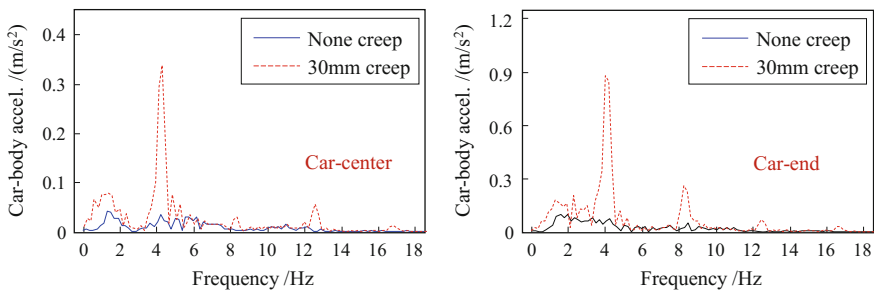 Car-body accel. /(m/s²)
0.4
0.3
0.2
0.1
0
None creep
30mm creep
Car-center
0 2 4 6 8 10 12 14 16 18
Frequency /Hz
Car-body accel. /(m/s²)
1.2
0.9
0.6
0.3
0
None creep
30mm creep
Car-end
0 2 4 6 8 10 12 14 16 18
Frequency /Hz